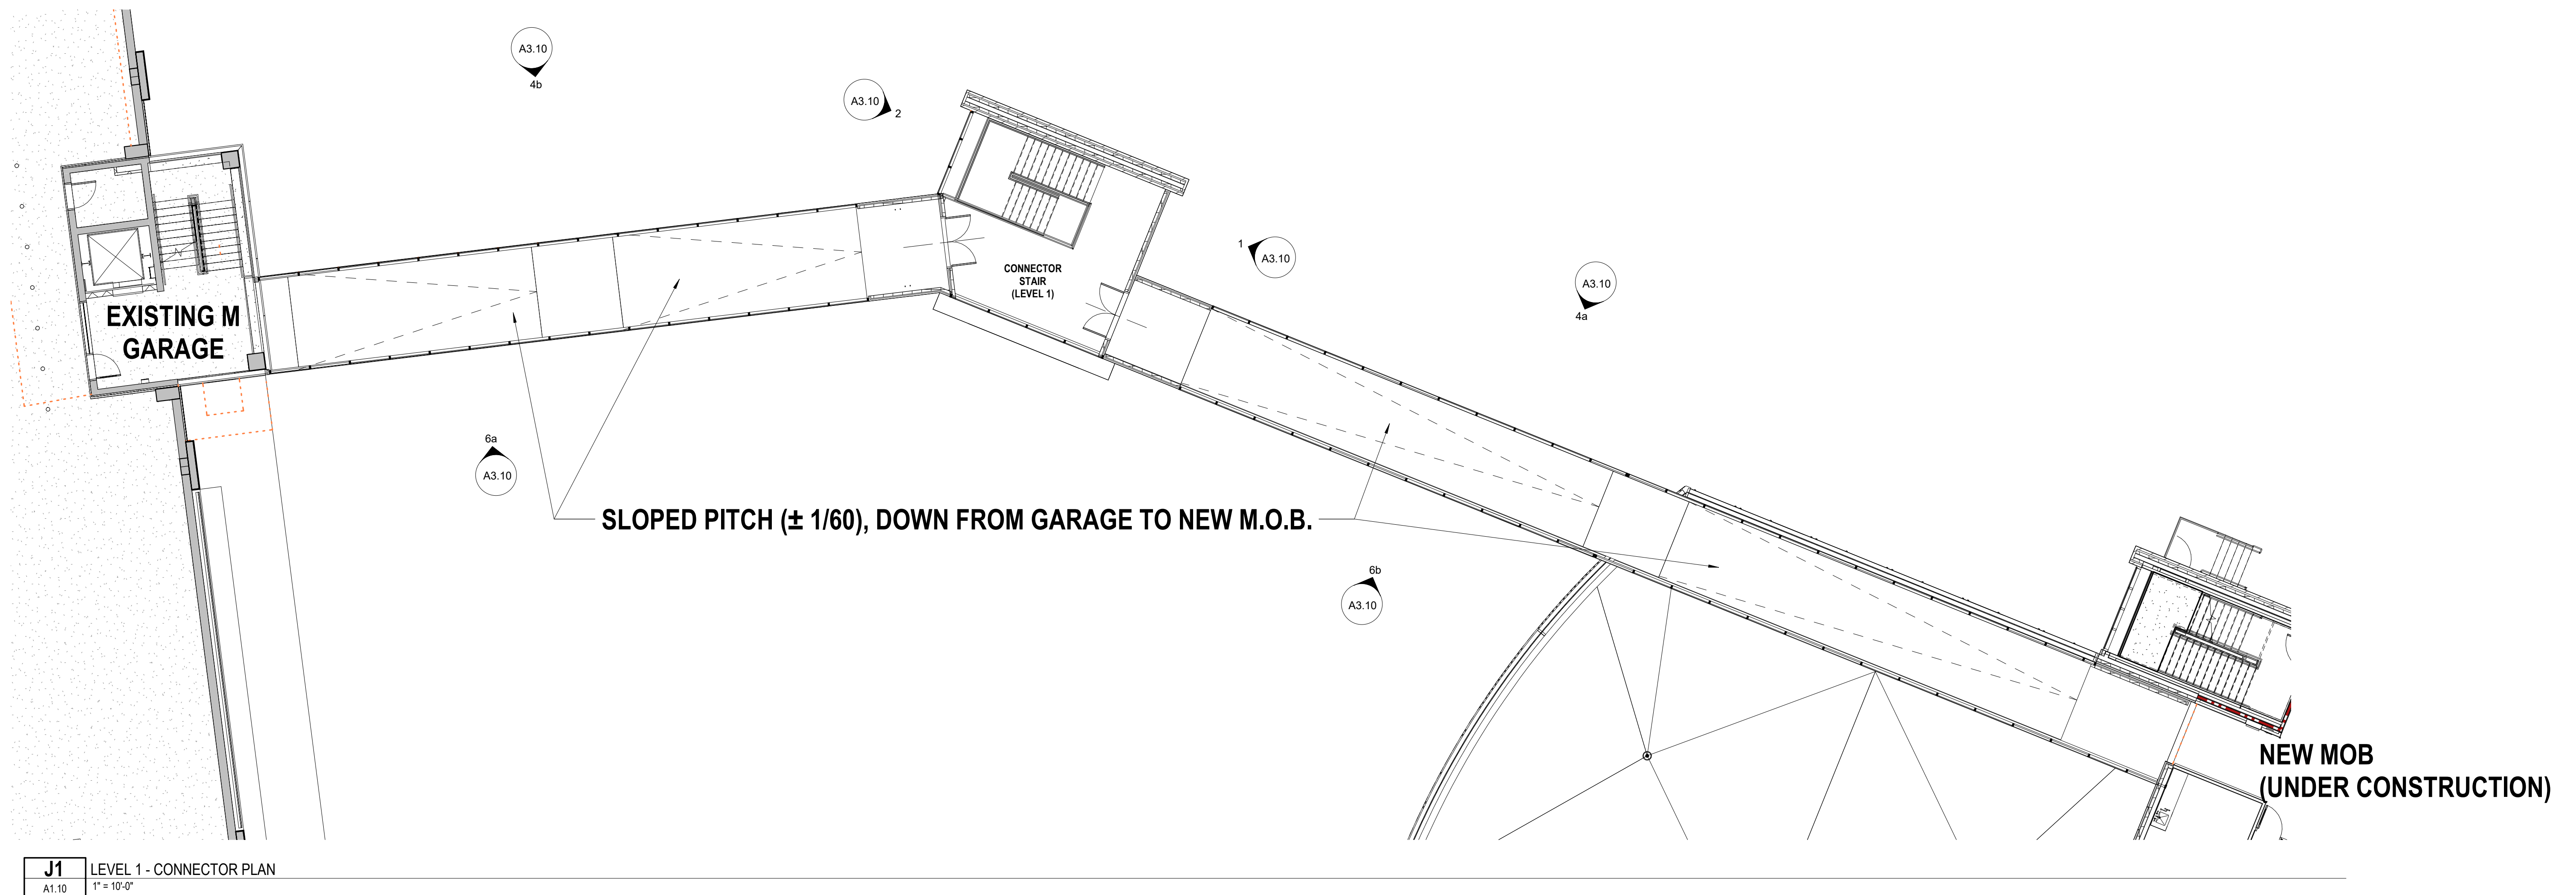 A3.10
4b
A3.10
2
CONNECTOR
STAIR
(LEVEL 1)
1
A3.10
A3.10
4a
EXISTING M
GARAGE
6a
A3.10
SLOPED PITCH (± 1/60), DOWN FROM GARAGE TO NEW M.O.B.
6b
A3.10
NEW MOB
(UNDER CONSTRUCTION)
J1
LEVEL 1 - CONNECTOR PLAN
A1.10
1" = 10'-0"